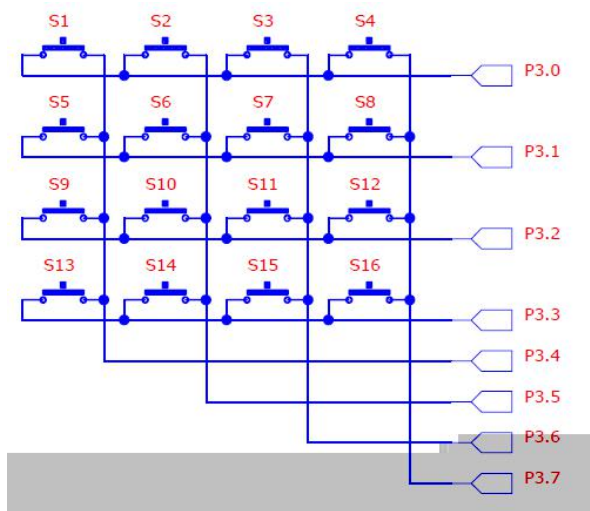 S1 S2 S3 S4
P3.0
S5 S6 S7 S8
P3.1
S9 S10 S11 S12
P3.2
S13 S14 S15 S16
P3.3
P3.4
P3.5
P3.6
P3.7